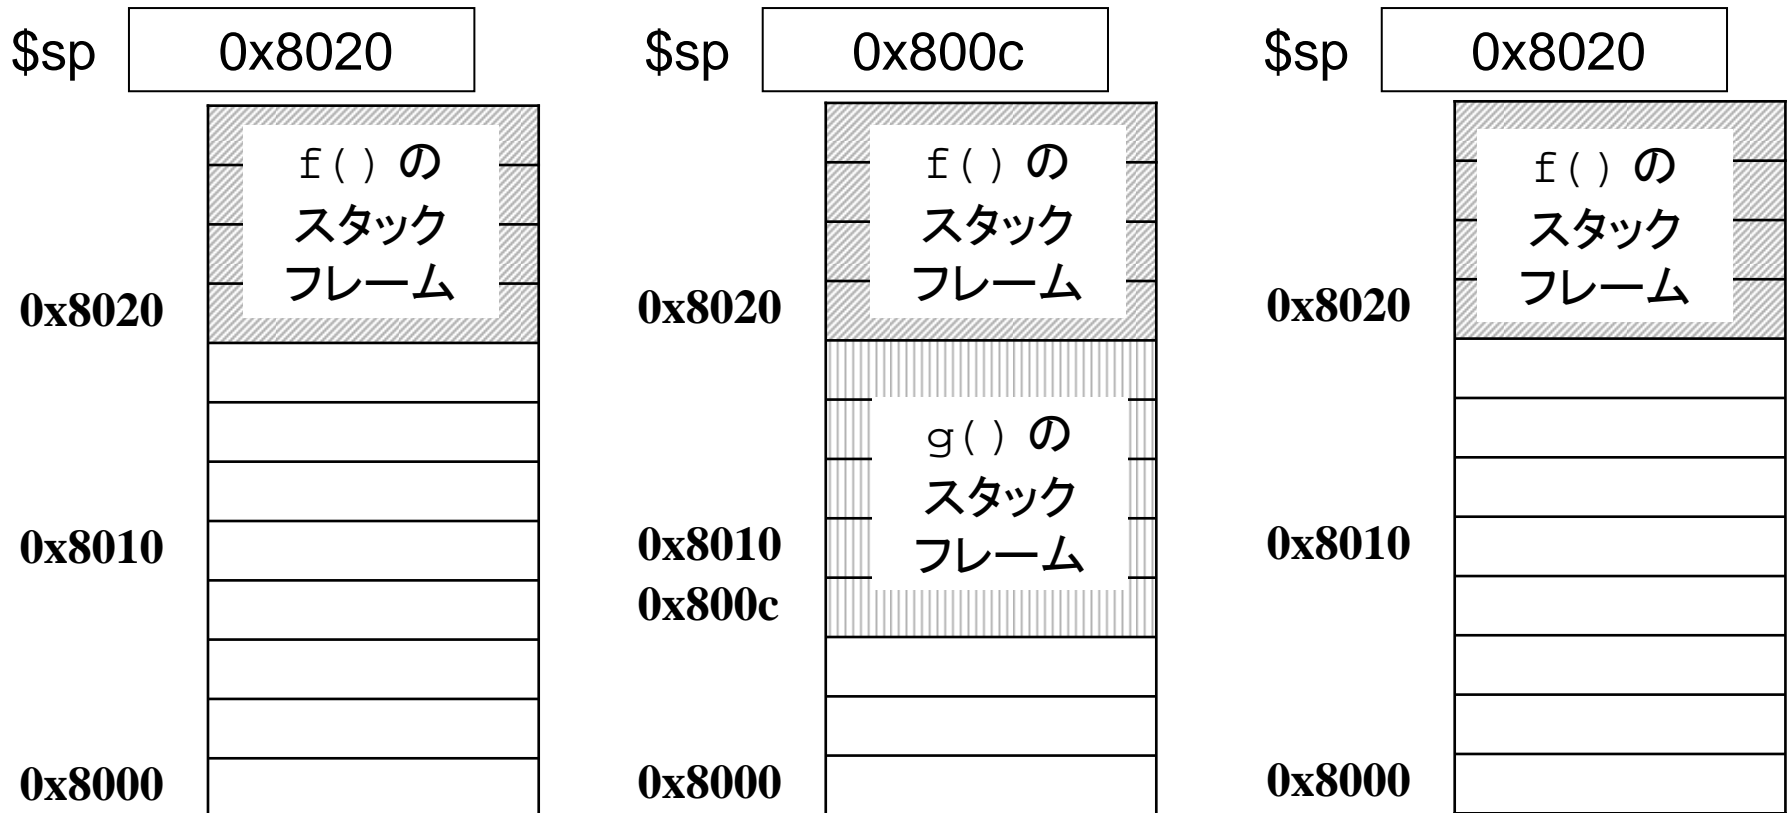 $sp 0x8020
f() の
スタック
フレーム
0x8020
0x8010
0x8000
$sp 0x800c
f() の
スタック
フレーム
0x8020
g() の
スタック
フレーム
0x8010
0x800c
0x8000
$sp 0x8020
f() の
スタック
フレーム
0x8020
0x8010
0x8000